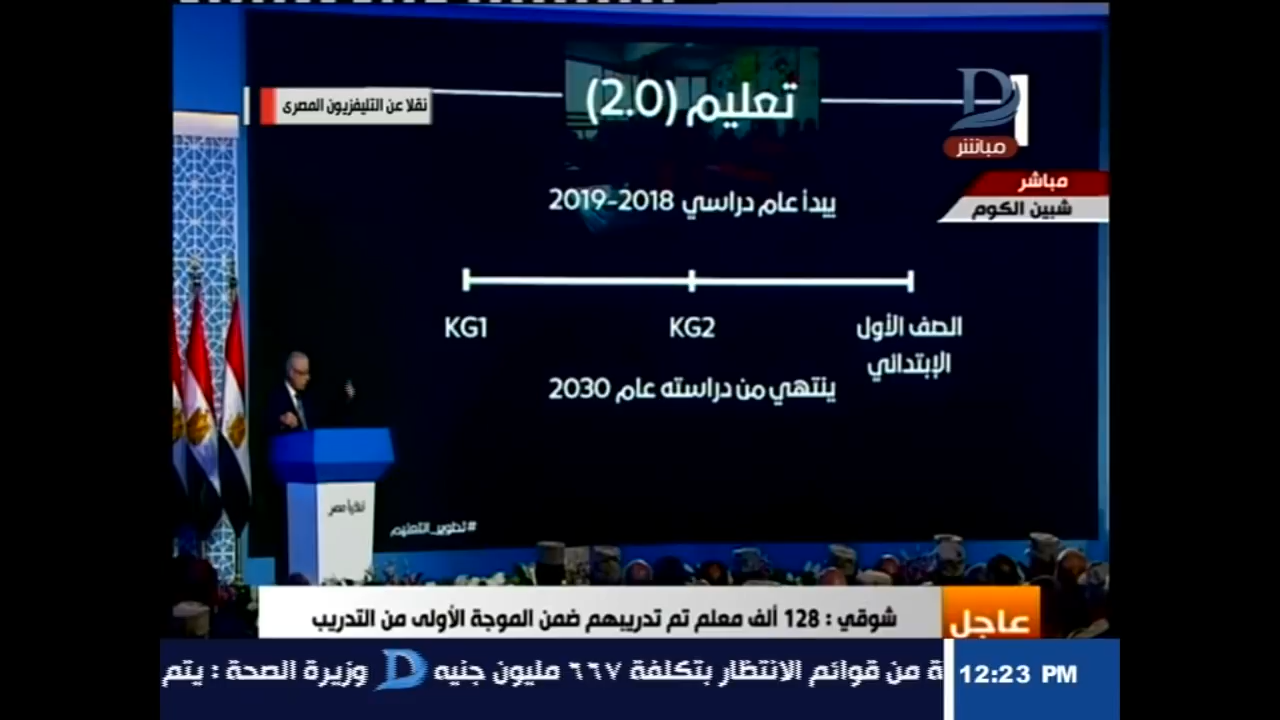 تعليم (2.0)
نقلا عن التليفزيون المصرى
مباشر
مباشر
شبين الكوم
يبدأ عام دراسي 2018-2019
KG1
KG2
الصف الأول
الإبتدائي
ينتهي من دراسته عام 2030
#تطوير_التعليم
عاجل
شوقي : 128 ألف معلم تم تدريبهم ضمن الموجة الأولى من التدريب
12:23 PM
ة من قوائم الانتظار بتكلفة ٦٦٧ مليون جنيه
وزيرة الصحة : يتم